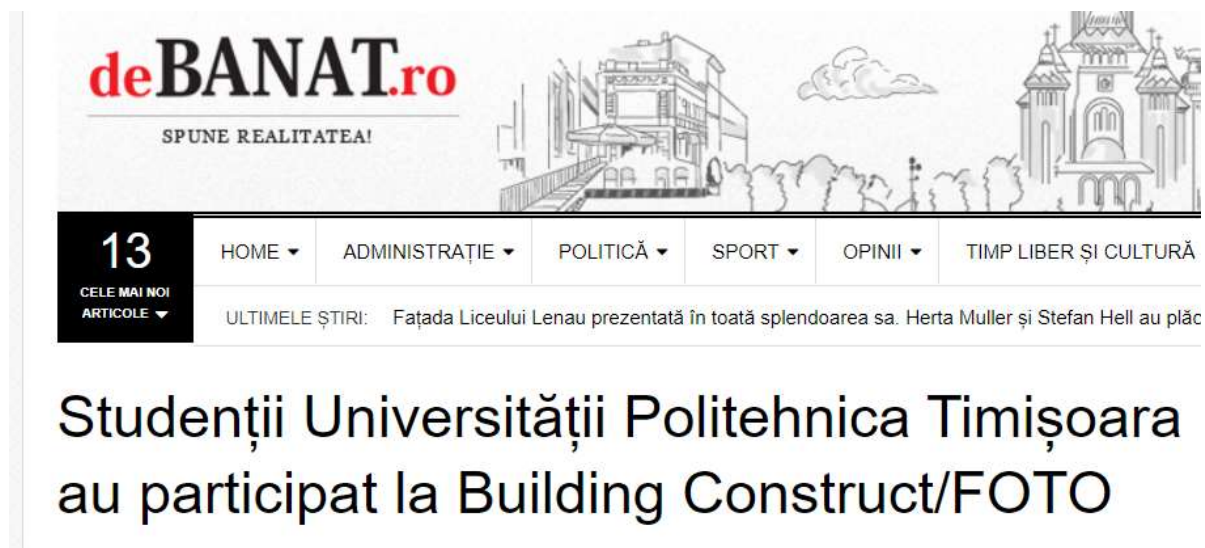 deBANAT.ro
SPUNE REALITATEA!
13
CELE MAI NOI
ARTICOLE
HOME
ADMINISTRAȚIE
POLITICĂ
SPORT
OPINII
TIMP LIBER ȘI CULTURĂ
ULTIMELE ȘTIRI: Fațada Liceului Lenau prezentată în toată splendoarea sa. Herta Muller și Stefan Hell au plăc
Studenții Universității Politehnica Timișoara
au participat la Building Construct/FOTO